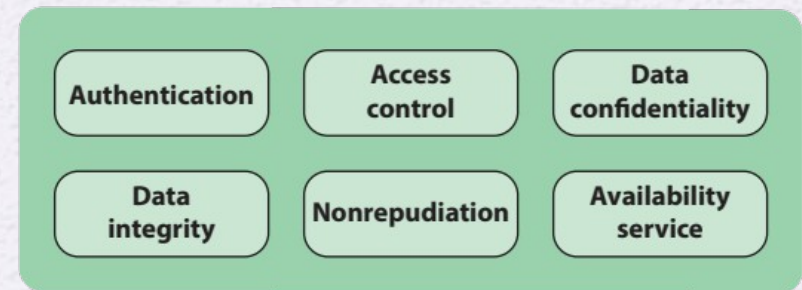 Authentication
Access
control
Data
confidentiality
Data
integrity
Nonrepudiation
Availability
service